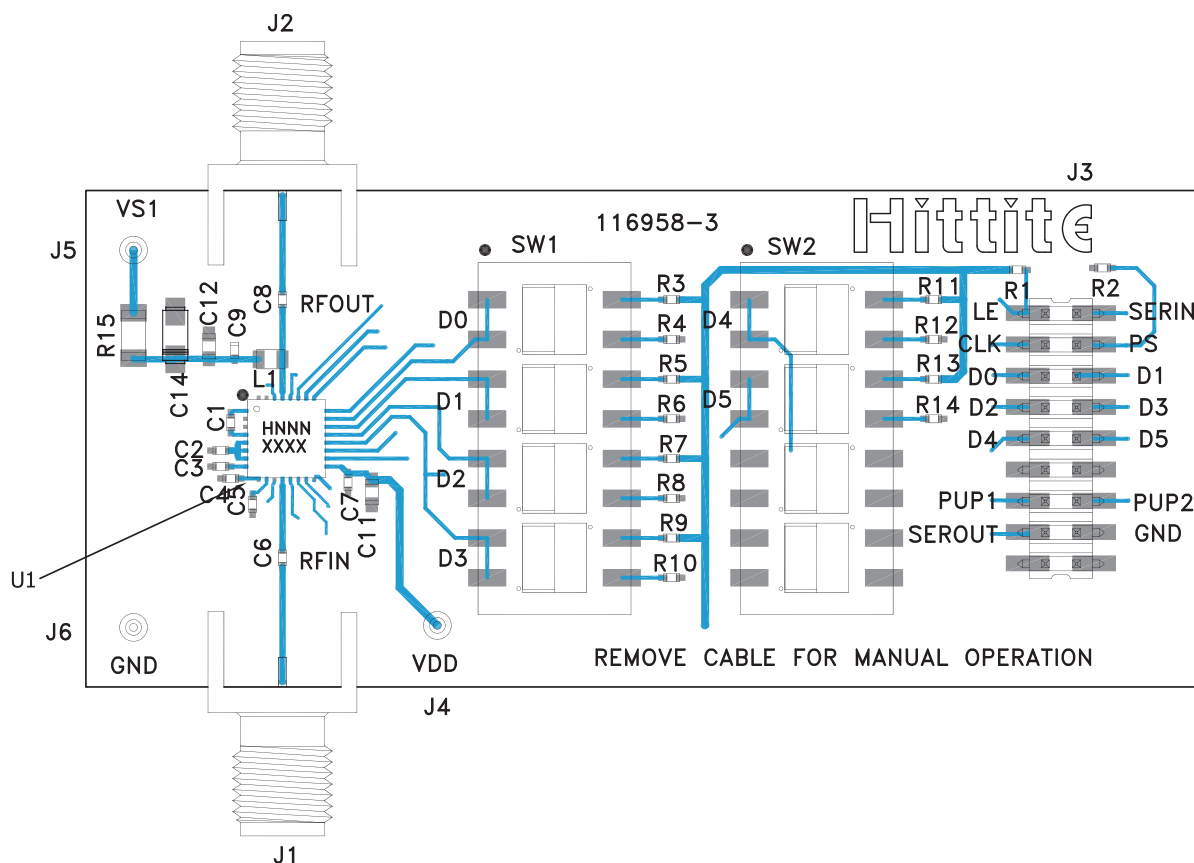 J2
J3
VS1
116958-3
Hittite
J5
SW1
SW2
R3
R11
R1
R2
C12
C9
C8
RFOUT
D0
D4
LE
SERIN
R15
R4
R12
CLK
PS
C14
L1
R5
R13
D0
D1
C1
D1
D5
R6
R14
D2
D3
HNNN
XXXX
C2
D4
D5
C3
R7
C4
C5
C7
C11
D2
R8
PUP1
PUP2
R9
SEROUT
GND
C6
RFIN
D3
R10
U1
J6
GND
VDD
REMOVE CABLE FOR MANUAL OPERATION
J4
J1